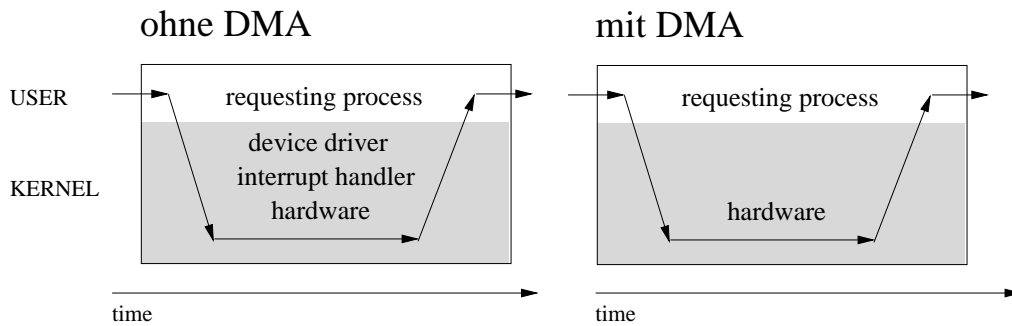 ohne DMA
mit DMA
USER
requesting process
requesting process
device driver
interrupt handler
KERNEL
hardware
hardware
time
time